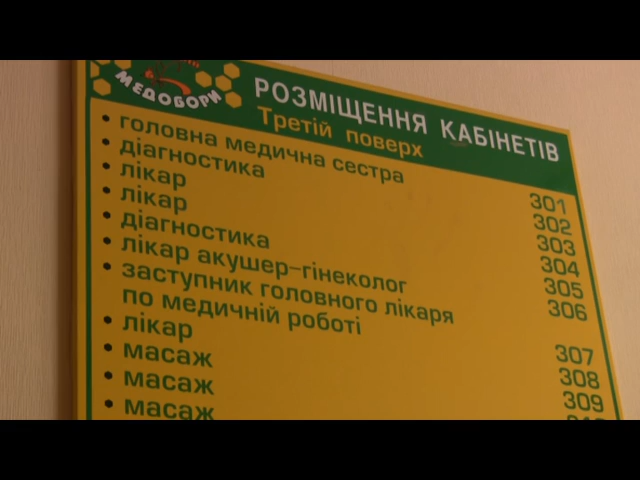 МЕДОБОРИ
РОЗМІЩЕННЯ КАБІНЕТІВ
Третій поверх
• головна медична сестра 301
• діагностика 302
• лікар 303
• лікар 304
• діагностика 305
• лікар акушер-гінеколог 306
• заступник головного лікаря
по медичній роботі 307
• лікар 308
• масаж 309
• масаж
• масаж